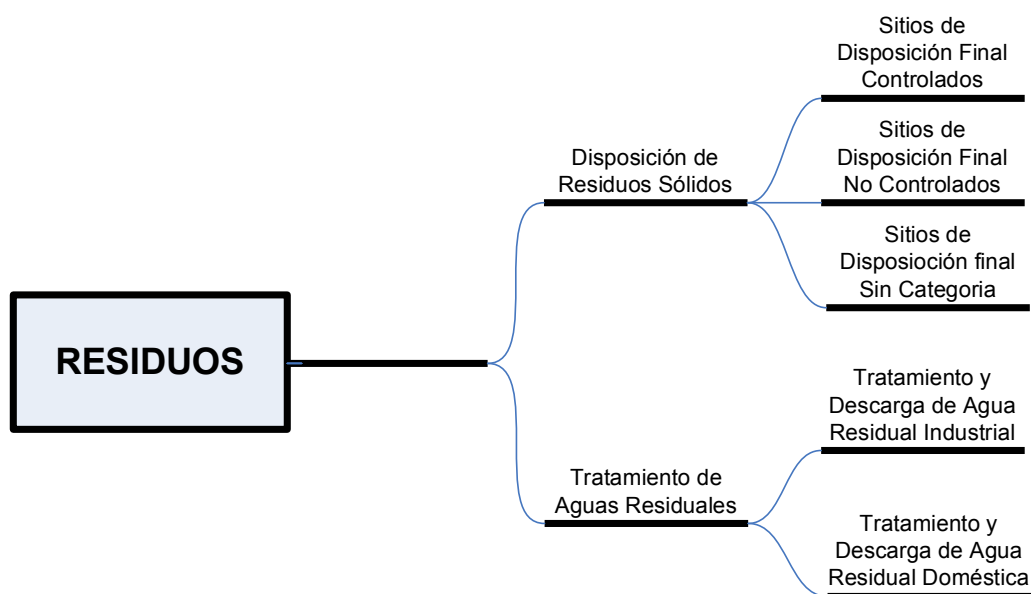 RESIDUOS
Disposición de
Residuos Sólidos
Sitios de
Disposición Final
Controlados
Sitios de
Disposición Final
No Controlados
Sitios de
Disposioción final
Sin Categoria
Tratamiento de
Aguas Residuales
Tratamiento y
Descarga de Agua
Residual Industrial
Tratamiento y
Descarga de Agua
Residual Doméstica